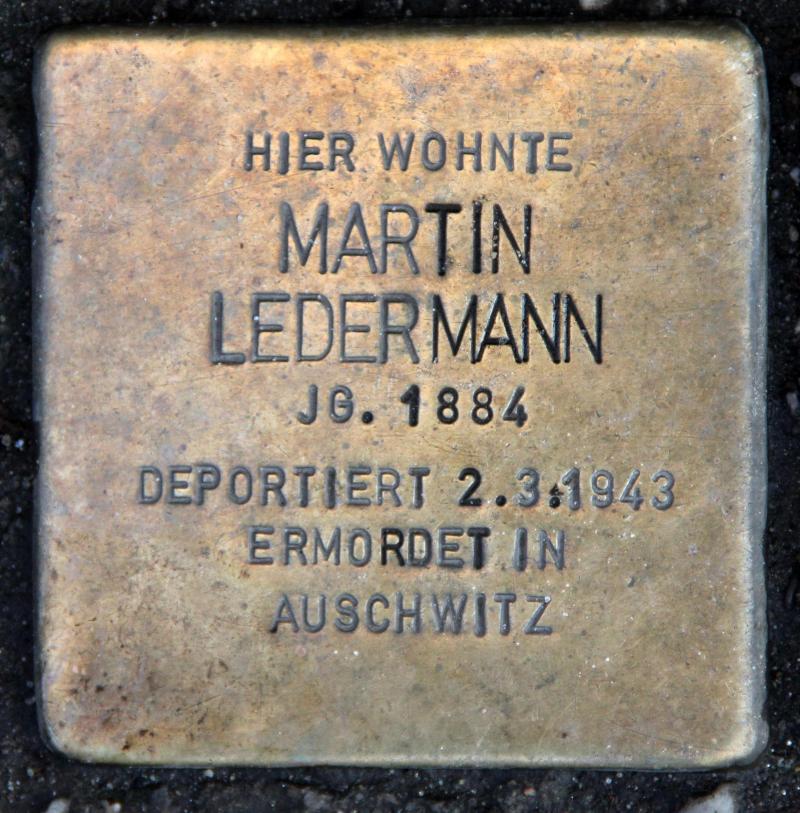 HIER WOHNTE
MARTIN
LEDERMANN
JG. 1884
DEPORTIERT 2.3.1943
ERMORDET IN
AUSCHWITZ